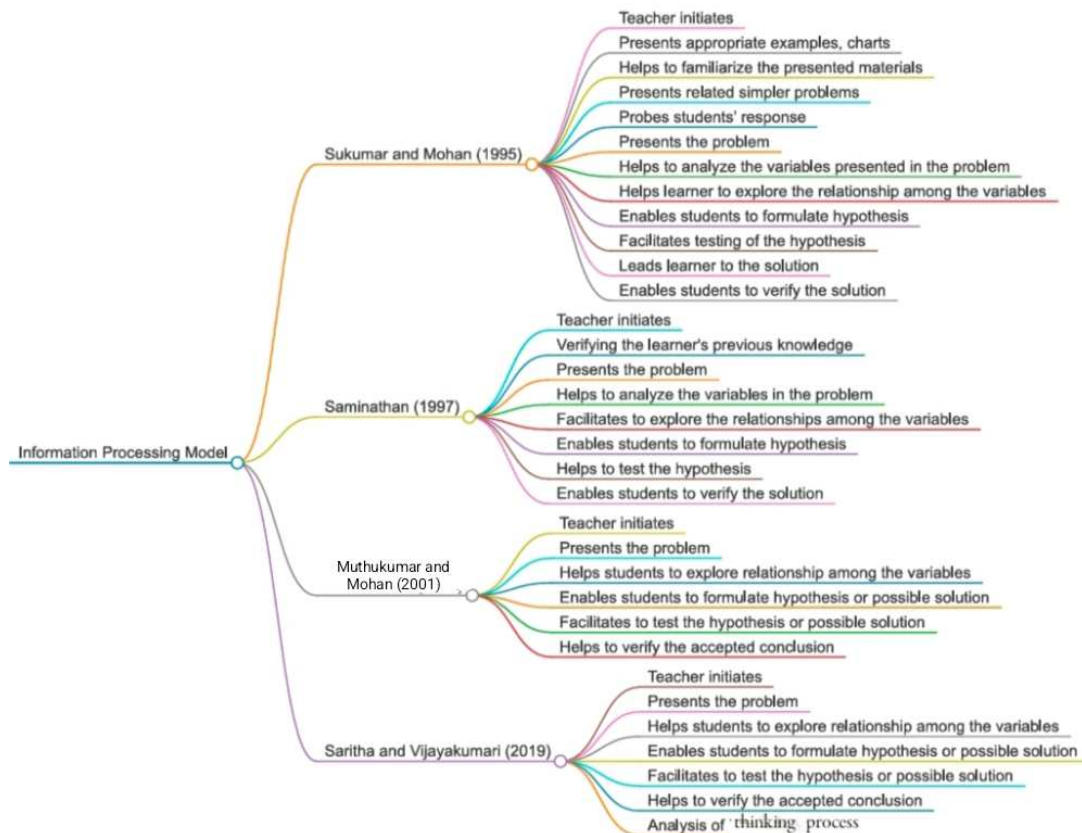 Information Processing Model
Sukumar and Mohan (1995)
Teacher initiates
Presents appropriate examples, charts
Helps to familiarize the presented materials
Presents related simpler problems
Probes students' response
Presents the problem
Helps to analyze the variables presented in the problem
Helps learner to explore the relationship among the variables
Enables students to formulate hypothesis
Facilitates testing of the hypothesis
Leads learner to the solution
Enables students to verify the solution
Saminathan (1997)
Teacher initiates
Verifying the learner's previous knowledge
Presents the problem
Helps to analyze the variables in the problem
Facilitates to explore the relationships among the variables
Enables students to formulate hypothesis
Helps to test the hypothesis
Enables students to verify the solution
Muthukumar and
Mohan (2001)
Teacher initiates
Presents the problem
Helps students to explore relationship among the variables
Enables students to formulate hypothesis or possible solution
Facilitates to test the hypothesis or possible solution
Helps to verify the accepted conclusion
Saritha and Vijayakumari (2019)
Teacher initiates
Presents the problem
Helps students to explore relationship among the variables
Enables students to formulate hypothesis or possible solution
Facilitates to test the hypothesis or possible solution
Helps to verify the accepted conclusion
Analysis of thinking process